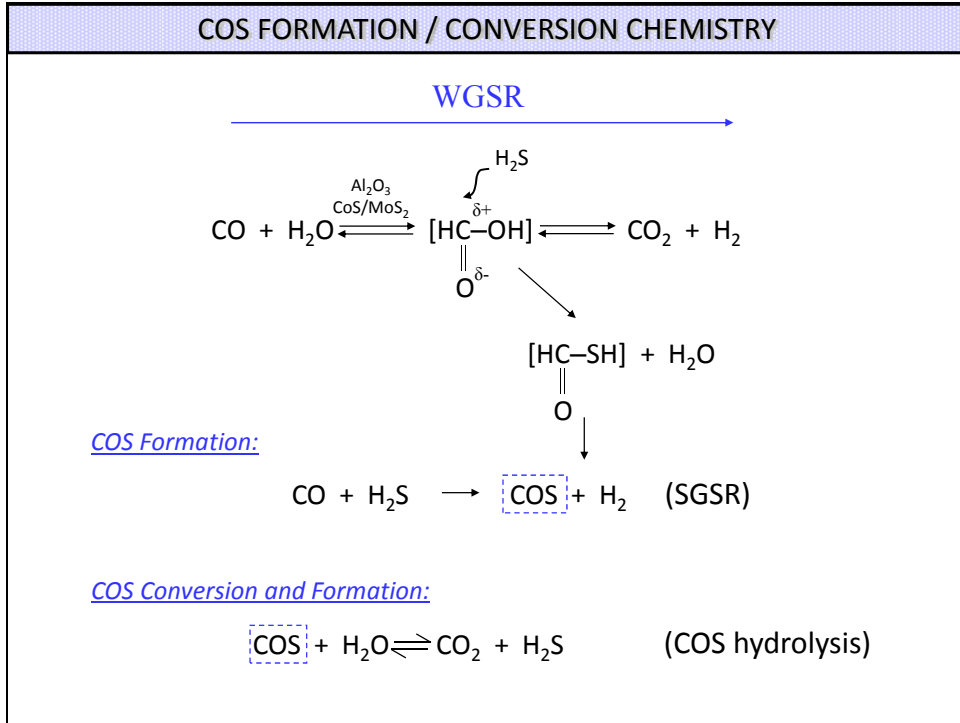 COS FORMATION / CONVERSION CHEMISTRY
WGSR
H₂S
Al₂O₃
CoS/MoS₂
δ+
CO + H₂O ⇌ [HC–OH] ⇌ CO₂ + H₂
O δ-
[HC–SH] + H₂O
O
COS Formation:
CO + H₂S → COS + H₂ (SGSR)
COS Conversion and Formation:
COS + H₂O ⇌ CO₂ + H₂S (COS hydrolysis)